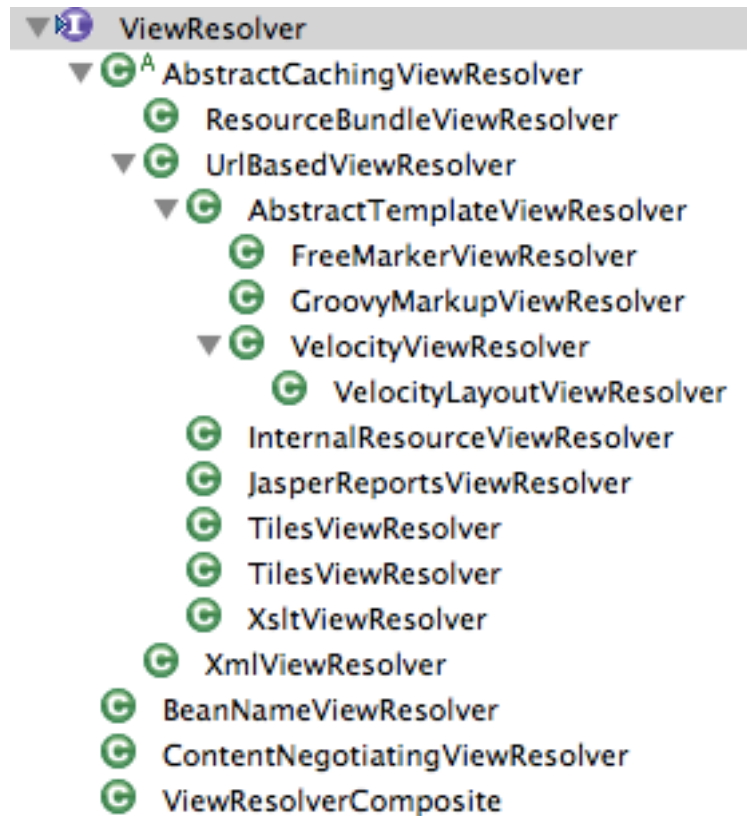 I ViewResolver
C A AbstractCachingViewResolver
C ResourceBundleViewResolver
C UrlBasedViewResolver
C AbstractTemplateViewResolver
C FreeMarkerViewResolver
C GroovyMarkupViewResolver
C VelocityViewResolver
C VelocityLayoutViewResolver
C InternalResourceViewResolver
C JasperReportsViewResolver
C TilesViewResolver
C TilesViewResolver
C XsltViewResolver
C XmlViewResolver
C BeanNameViewResolver
C ContentNegotiatingViewResolver
C ViewResolverComposite